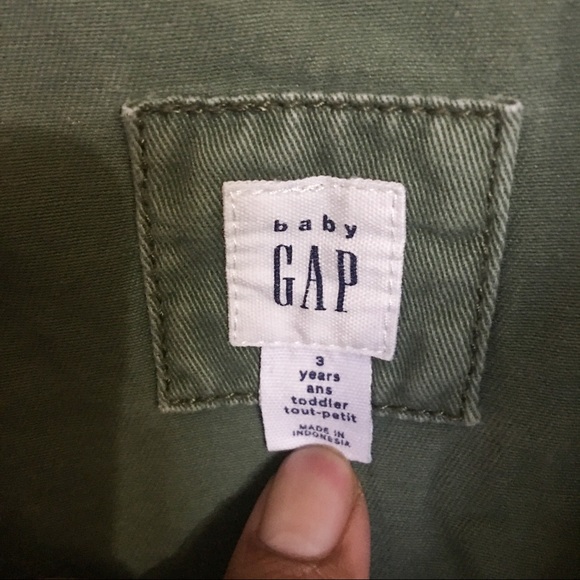 baby
GAP
3
years
ans
toddler
tout-petit
MADE IN
INDONESIA